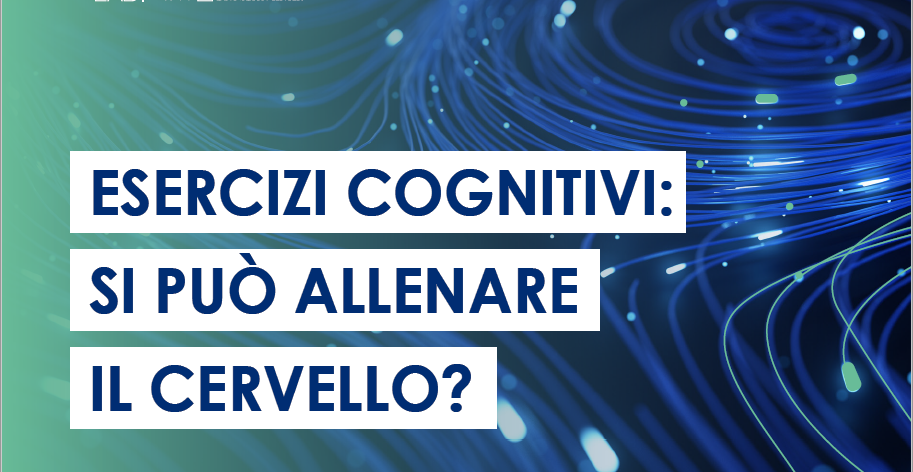 ESERCIZI COGNITIVI:
SI PUÒ ALLENARE
IL CERVELLO?